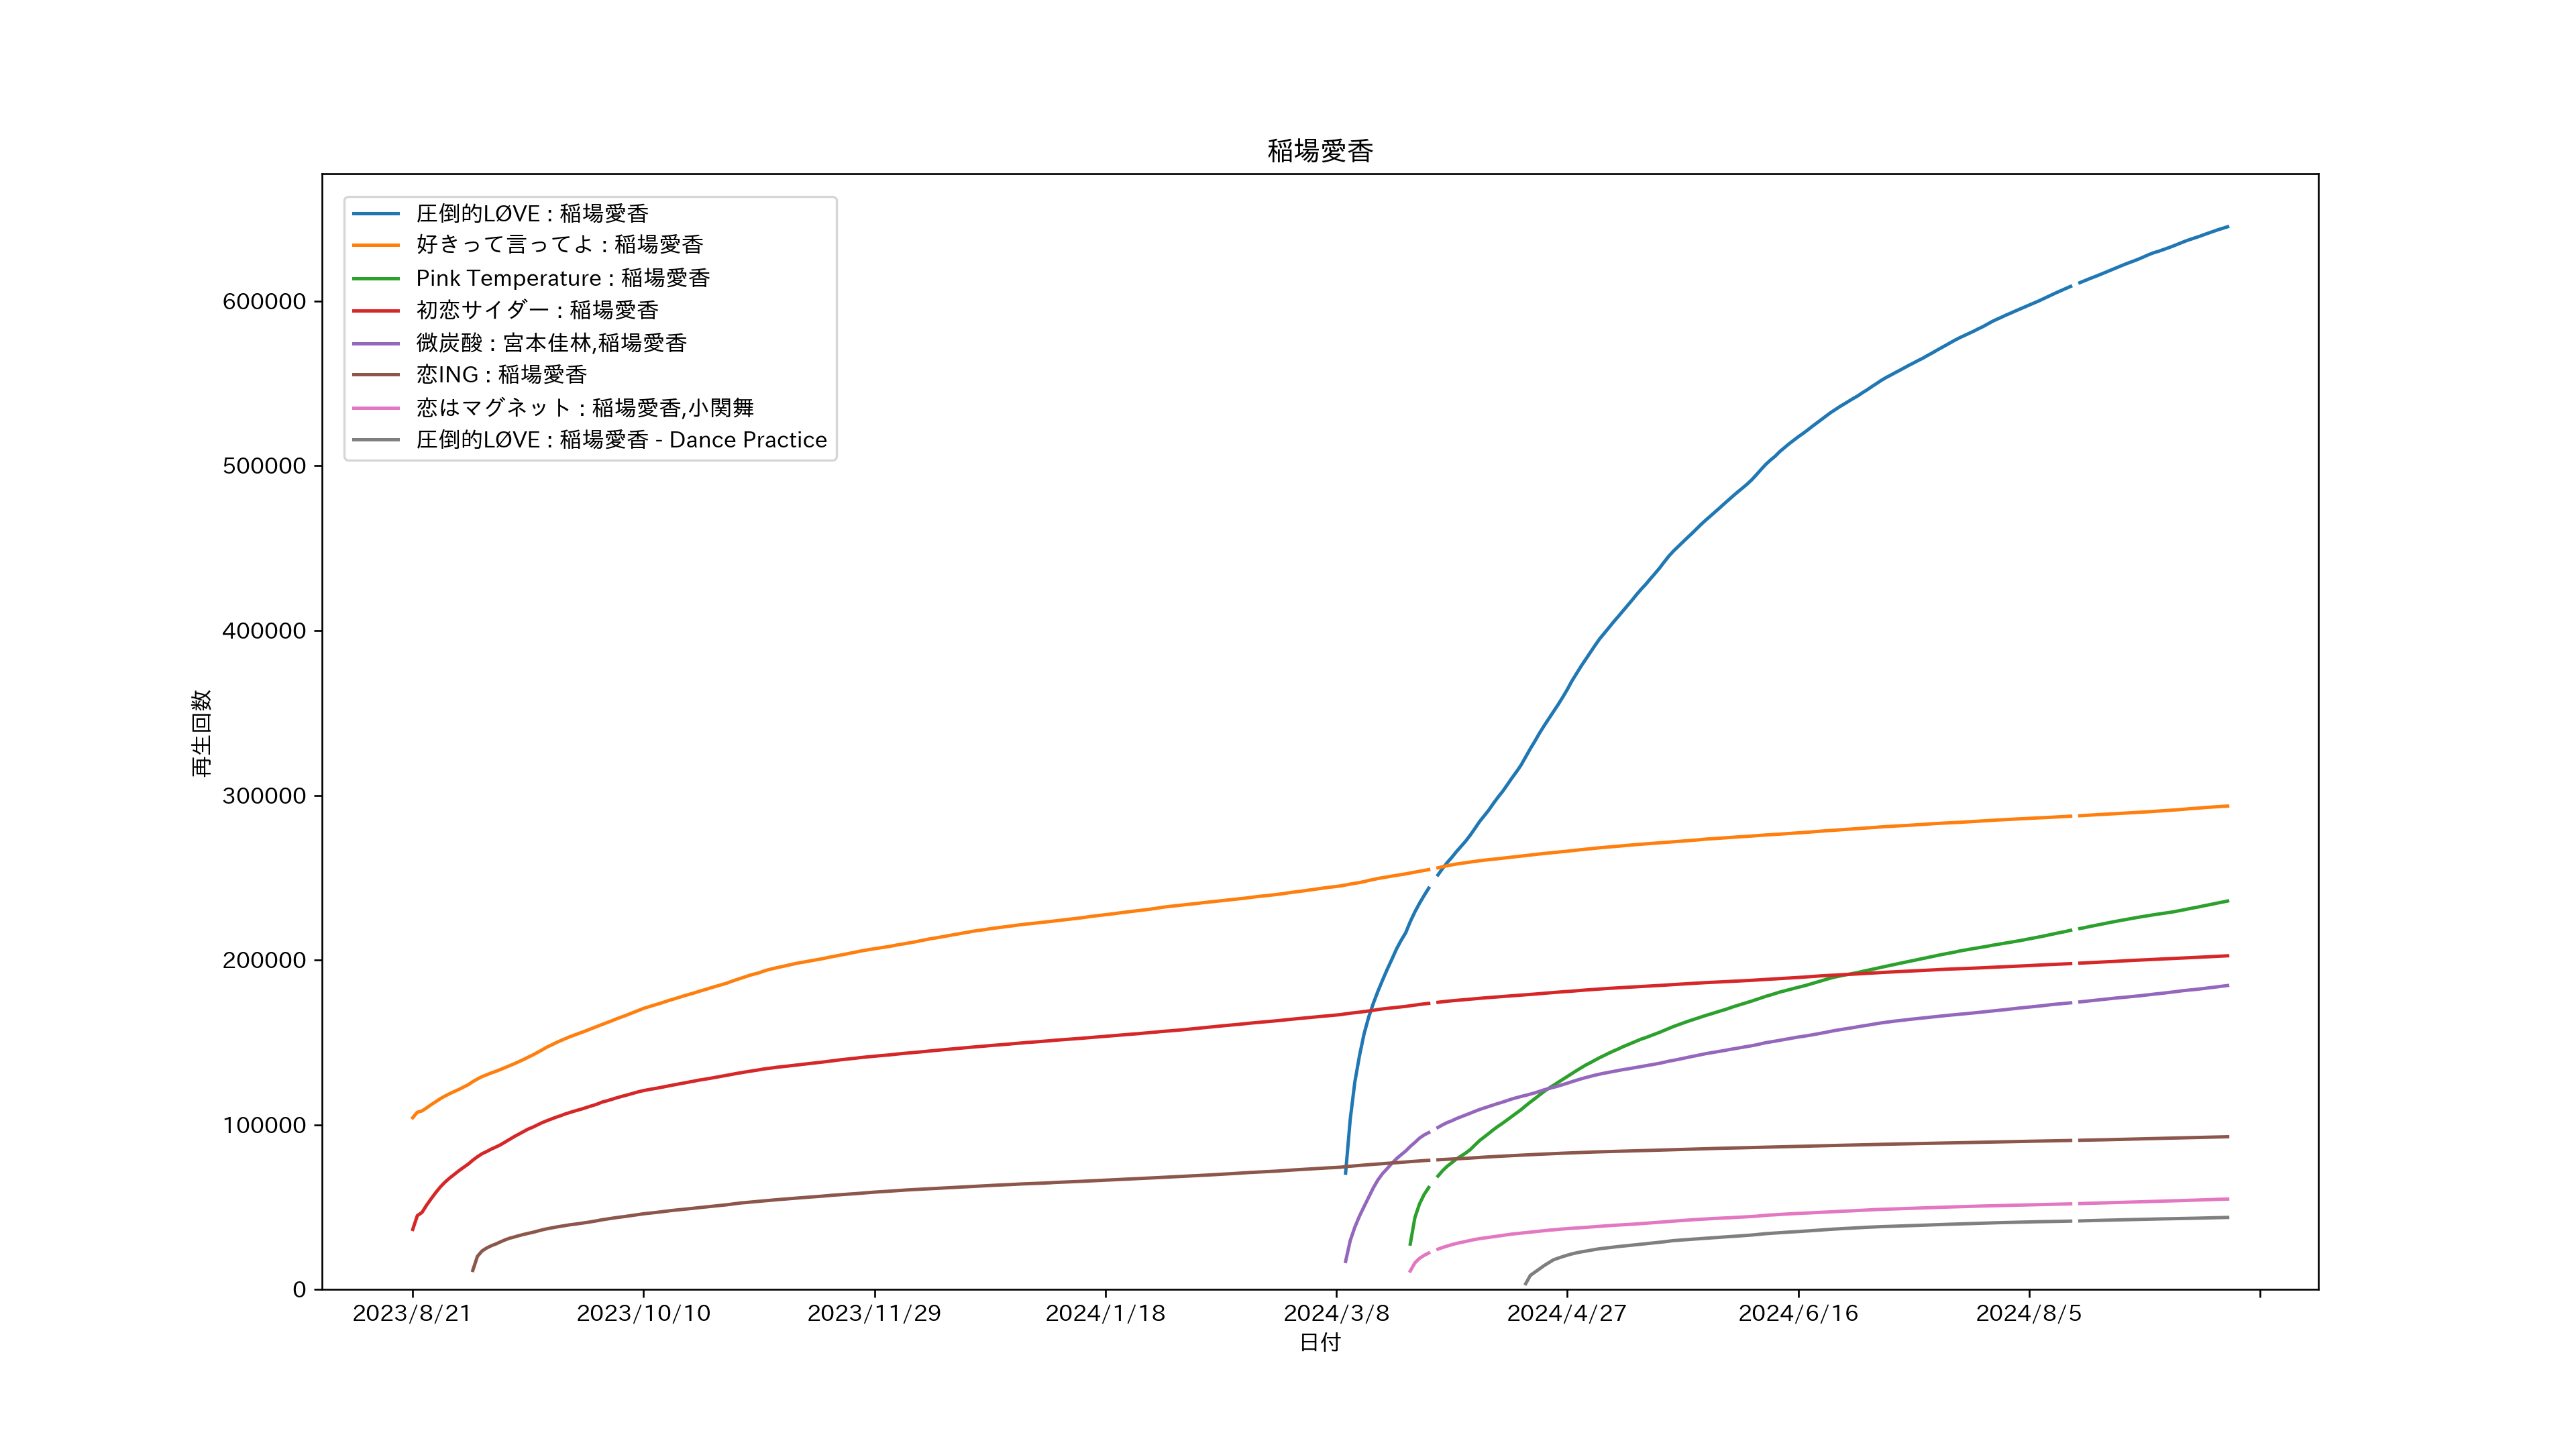 稲場愛香
圧倒的LØVE : 稲場愛香
好きって言ってよ : 稲場愛香
Pink Temperature : 稲場愛香
初恋サイダー : 稲場愛香
微炭酸 : 宮本佳林,稲場愛香
恋ING : 稲場愛香
恋はマグネット : 稲場愛香,小関舞
圧倒的LØVE : 稲場愛香 - Dance Practice
600000
500000
400000
300000
200000
100000
0
再生回数
2023/8/21 2023/10/10 2023/11/29 2024/1/18 2024/3/8 2024/4/27 2024/6/16 2024/8/5
日付